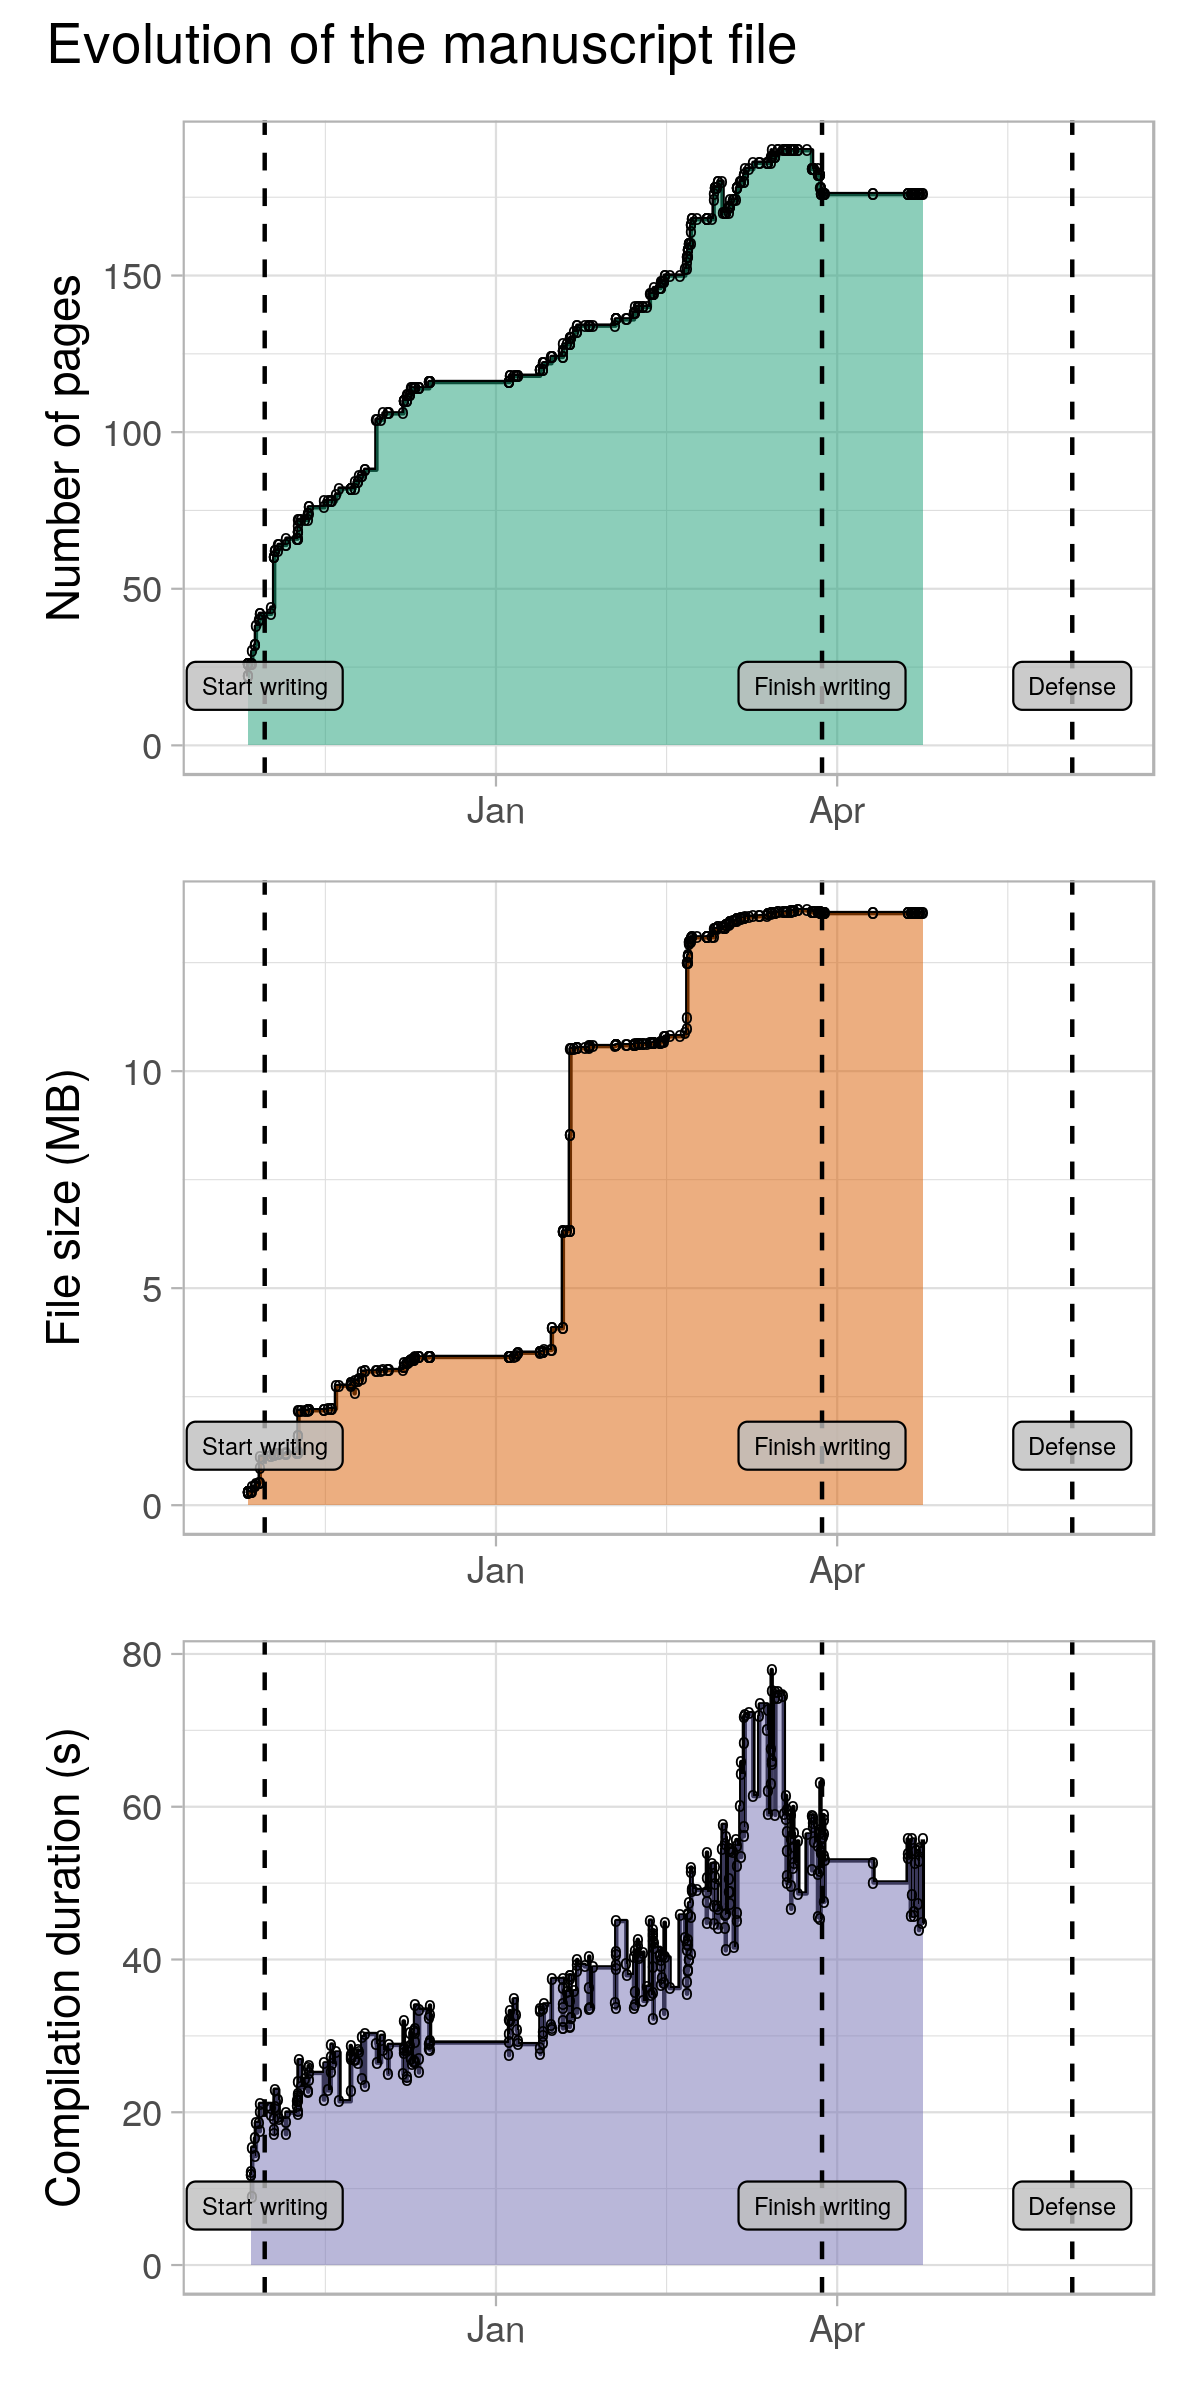 Evolution of the manuscript file
Number of pages
150
100
50
0
Start writing
Finish writing
Defense
Jan
Apr
File size (MB)
10
5
0
Start writing
Finish writing
Defense
Jan
Apr
Compilation duration (s)
80
60
40
20
0
Start writing
Finish writing
Defense
Jan
Apr